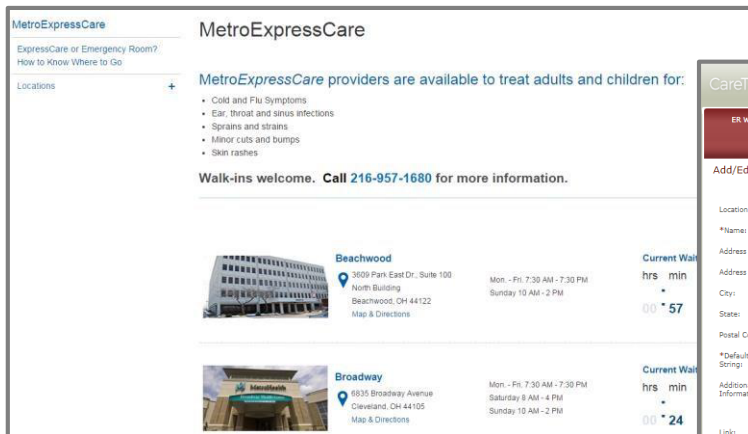 MetroExpressCare
ExpressCare or Emergency Room?
How to Know Where to Go
Locations +
MetroExpressCare
MetroExpressCare providers are available to treat adults and children for:
• Cold and Flu Symptoms
• Ear, throat and sinus infections
• Sprains and strains
• Minor cuts and bumps
• Skin rashes
Walk-ins welcome. Call 216-957-1680 for more information.
Beachwood
3609 Park East Dr., Suite 100
North Building
Beachwood, OH 44122
Map & Directions
Mon. - Fri. 7:30 AM - 7:30 PM
Sunday 10 AM - 2 PM
Current Wait
hrs min
00 : 57
MetroHealth
Broadway
6835 Broadway Avenue
Cleveland, OH 44105
Map & Directions
Mon. - Fri. 7:30 AM - 7:30 PM
Saturday 8 AM - 4 PM
Sunday 10 AM - 2 PM
Current Wait
hrs min
00 : 24
CareT
ER W
Add/Ed
Location
*Name:
Address
Address
City:
State:
Postal C
*Default
String:
Addition
Informat
Link: